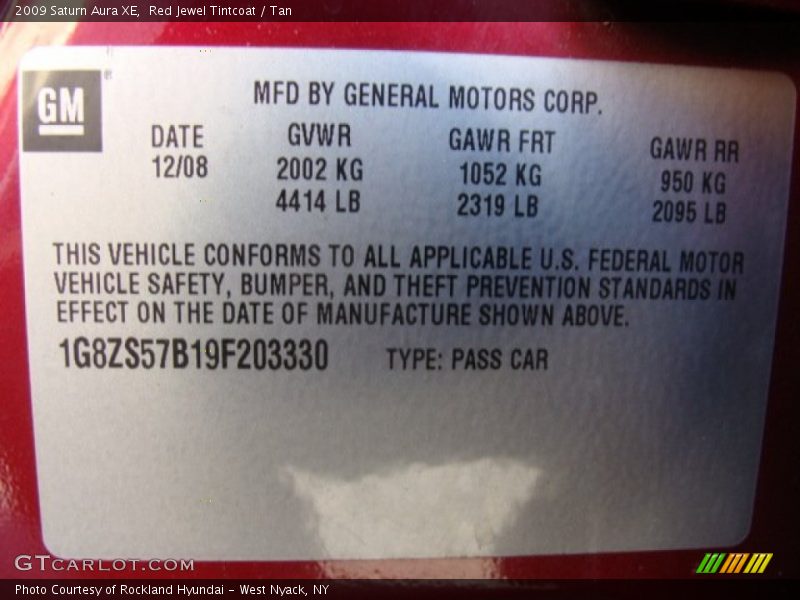 2009 Saturn Aura XE,  Red Jewel Tintcoat / Tan
GM
MFD BY GENERAL MOTORS CORP.
DATE GVWR GAWR FRT GAWR RR
12/08 2002 KG 1052 KG 950 KG
4414 LB 2319 LB 2095 LB
THIS VEHICLE CONFORMS TO ALL APPLICABLE U.S. FEDERAL MOTOR
VEHICLE SAFETY, BUMPER, AND THEFT PREVENTION STANDARDS IN
EFFECT ON THE DATE OF MANUFACTURE SHOWN ABOVE.
1G8ZS57B19F203330 TYPE: PASS CAR
GTCARLOT.COM
Photo Courtesy of Rockland Hyundai - West Nyack, NY